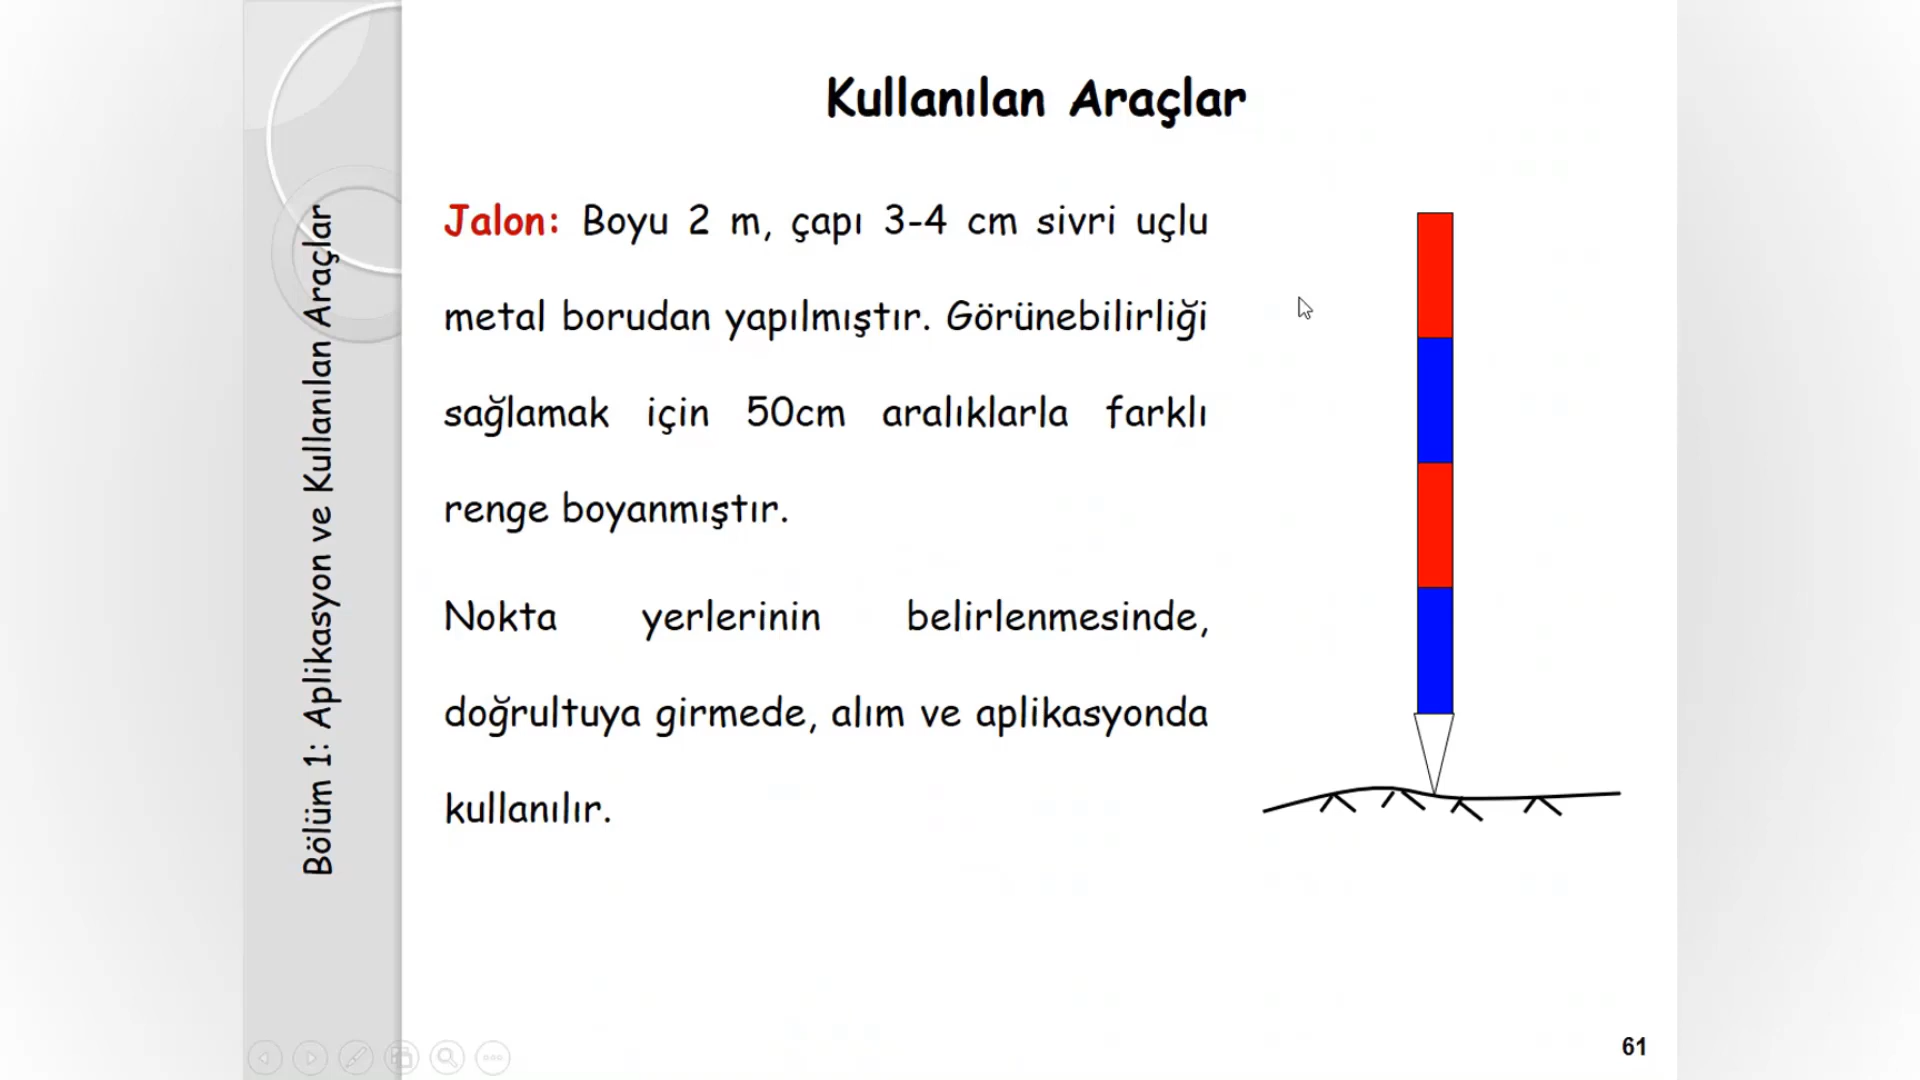 Kullanılan Araçlar
Bölüm 1: Aplikasyon ve Kullanılan Araçlar
Jalon: Boyu 2 m, çapı 3-4 cm sivri uçlu
metal borudan yapılmıştır. Görünebilirliği
sağlamak için 50cm aralıklarla farklı
renge boyanmıştır.
Nokta yerlerinin belirlenmesinde,
doğrultuya girmede, alım ve aplikasyonda
kullanılır.
61